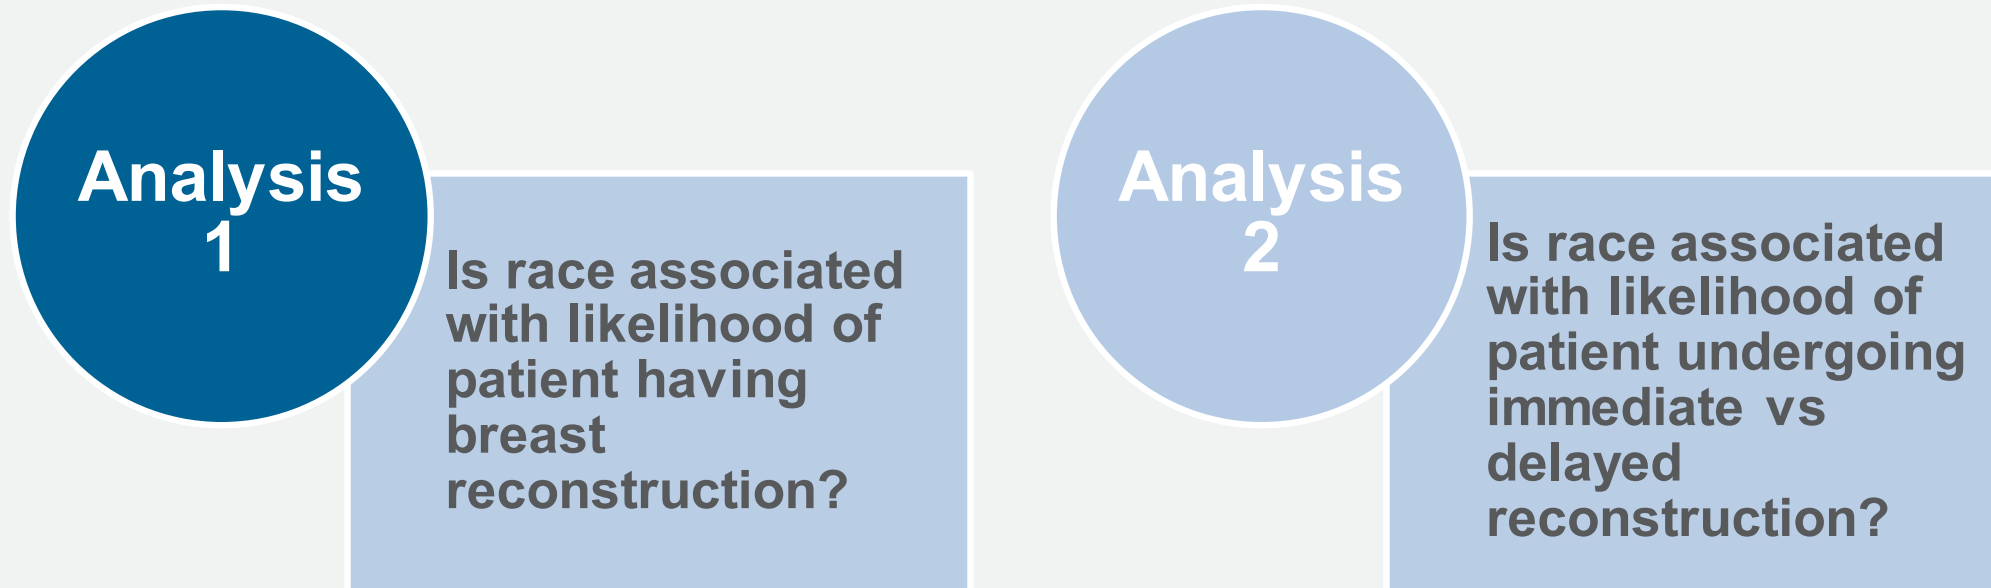 Analysis
1
Is race associated
with likelihood of
patient having
breast
reconstruction?
Analysis
2
Is race associated
with likelihood of
patient undergoing
immediate vs
delayed
reconstruction?